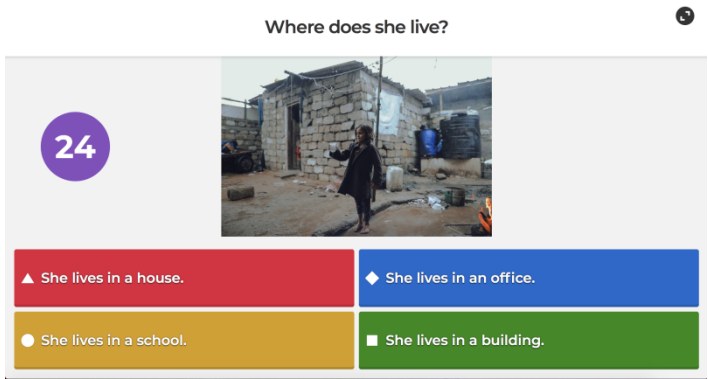 Where does she live?
24
She lives in a house.
She lives in an office.
She lives in a school.
She lives in a building.